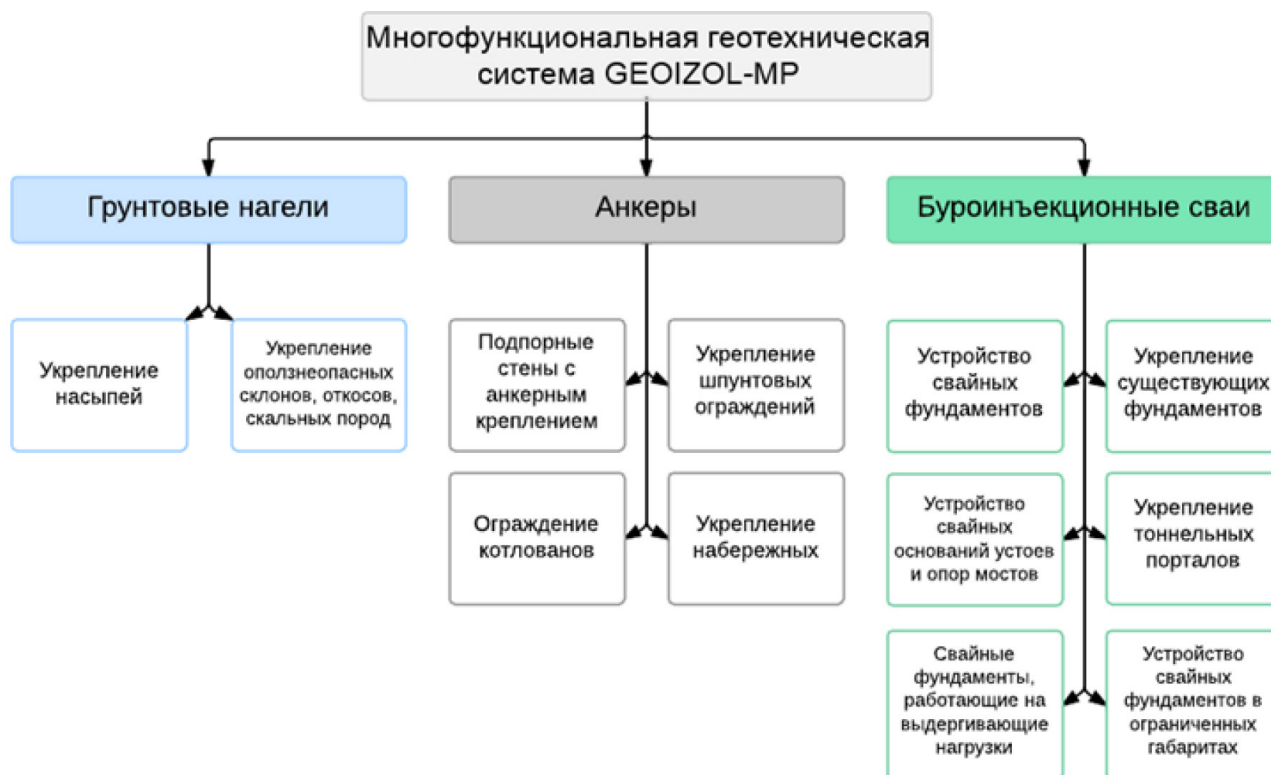 Многофункциональная геотехническая
система GEOIZOL-MP
Грунтовые нагели
Анкеры
Буроинъекционные сваи
Укрепление
насыпей
Укрепление
оползнеопасных
склонов, откосов,
скальных пород
Подпорные
стены с
анкерным
креплением
Укрепление
шпунтовых
ограждений
Устройство
свайных
фундаментов
Укрепление
существующих
фундаментов
Ограждение
котлованов
Укрепление
набережных
Устройство
свайных
оснований устоев
и опор мостов
Укрепление
тоннельных
порталов
Свайные
фундаменты,
работающие на
выдергивающие
нагрузки
Устройство
свайных
фундаментов в
ограниченных
габаритах